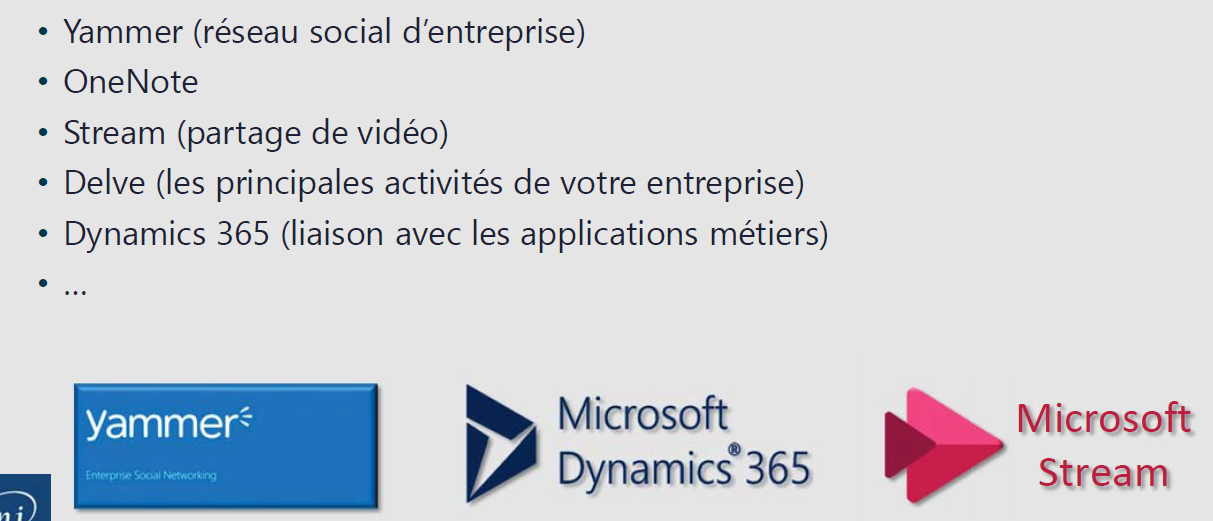 • Yammer (réseau social d’entreprise)
• OneNote
• Stream (partage de vidéo)
• Delve (les principales activités de votre entreprise)
• Dynamics 365 (liaison avec les applications métiers)
• ...
yammer
Enterprise Social Networking
Microsoft
Dynamics® 365
Microsoft
Stream